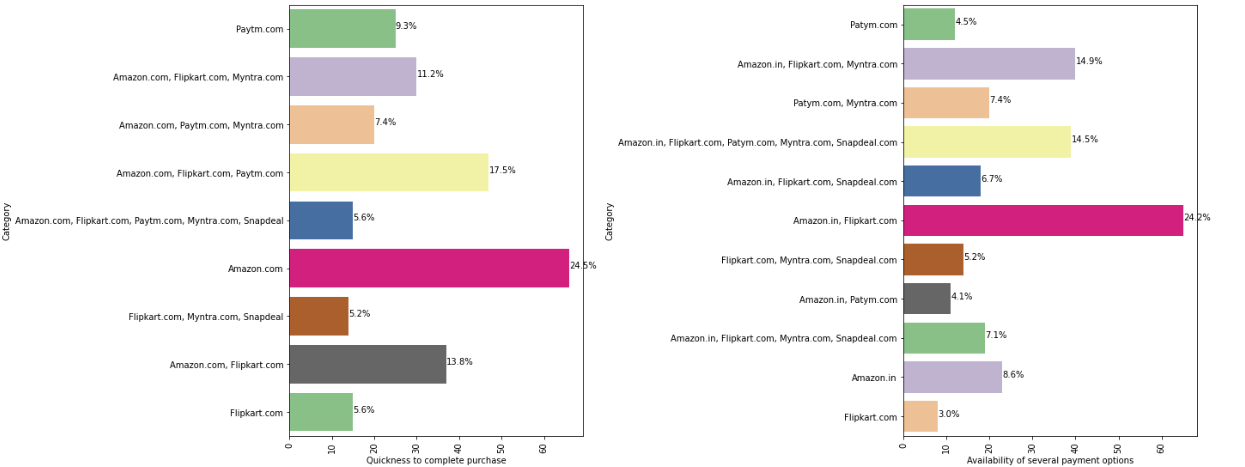 Category
Paytm.com
9.3%
Amazon.com, Flipkart.com, Myntra.com
11.2%
Amazon.com, Paytm.com, Myntra.com
7.4%
Amazon.com, Flipkart.com, Paytm.com
17.5%
Amazon.com, Flipkart.com, Paytm.com, Myntra.com, Snapdeal
5.6%
Amazon.com
24.5%
Flipkart.com, Myntra.com, Snapdeal
5.2%
Amazon.com, Flipkart.com
13.8%
Flipkart.com
5.6%
0 10 20 30 40 50 60
Quickness to complete purchase
Category
Patym.com
4.5%
Amazon.in, Flipkart.com, Myntra.com
14.9%
Patym.com, Myntra.com
7.4%
Amazon.in, Flipkart.com, Patym.com, Myntra.com, Snapdeal.com
14.5%
Amazon.in, Flipkart.com, Snapdeal.com
6.7%
Amazon.in, Flipkart.com
24.2%
Flipkart.com, Myntra.com, Snapdeal.com
5.2%
Amazon.in, Patym.com
4.1%
Amazon.in, Flipkart.com, Myntra.com, Snapdeal.com
7.1%
Amazon.in
8.6%
Flipkart.com
3.0%
0 10 20 30 40 50 60
Availability of several payment options